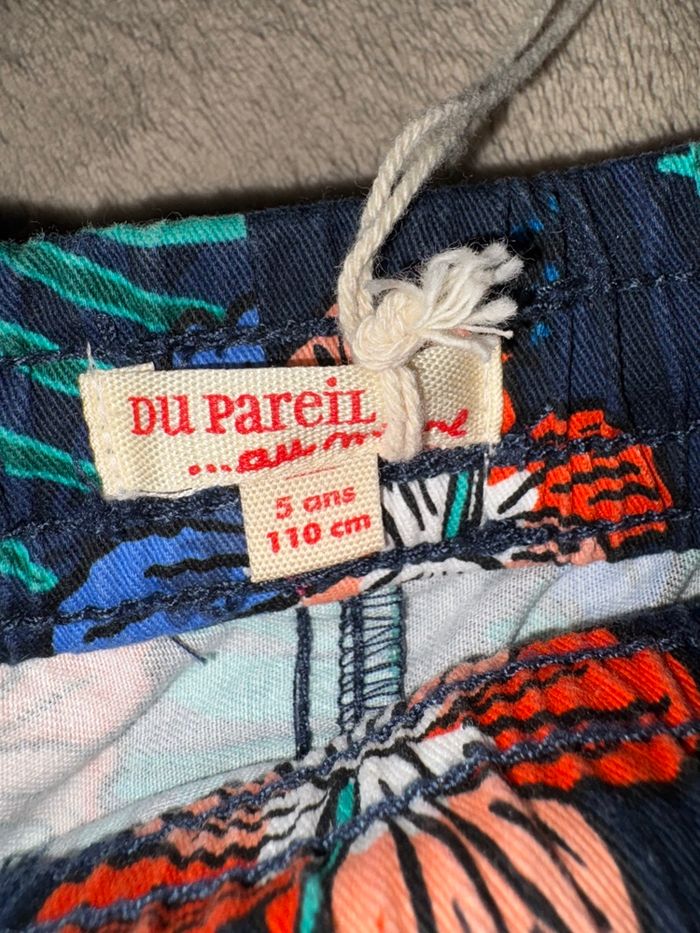 DU PAREIL
...au
5 ans
110 cm